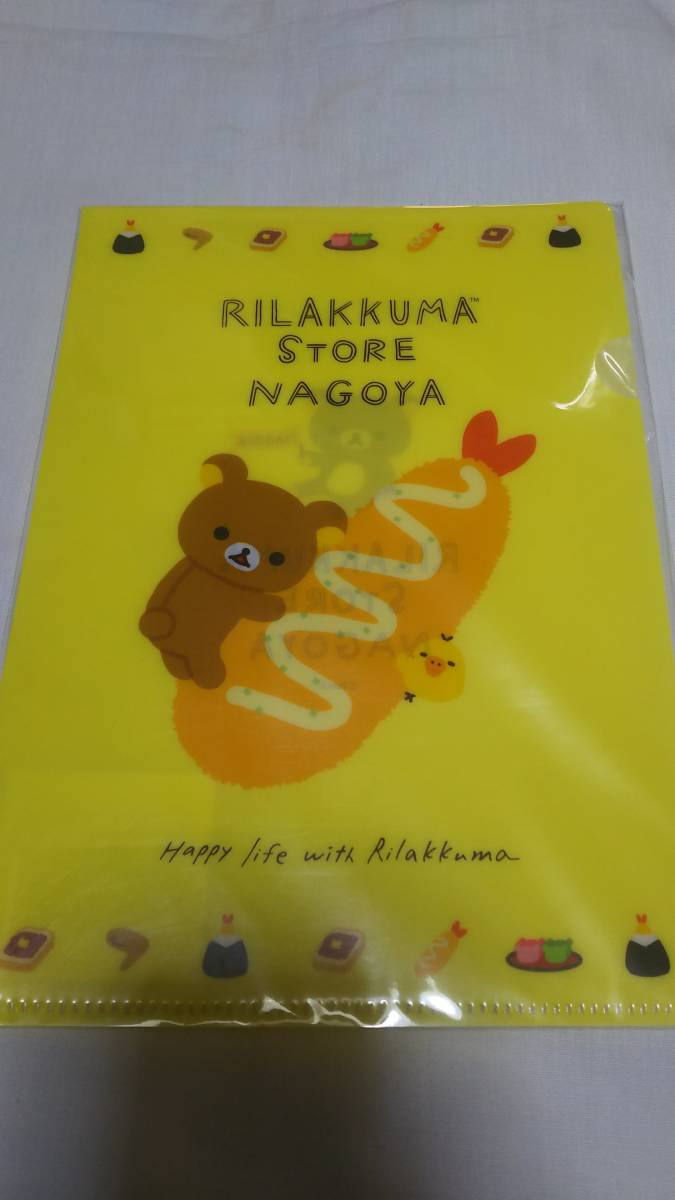 RILAKKUMA™
STORE
NAGOYA
Happy life with Rilakkuma